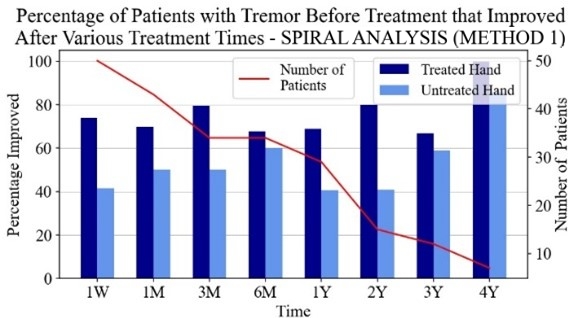 Percentage of Patients with Tremor Before Treatment that Improved
After Various Treatment Times - SPIRAL ANALYSIS (METHOD 1)
Number of
Patients
Treated Hand
Untreated Hand
Percentage Improved
100
80
60
40
20
0
Number of Patients
50
40
30
20
10
1W 1M 3M 6M 1Y 2Y 3Y 4Y
Time